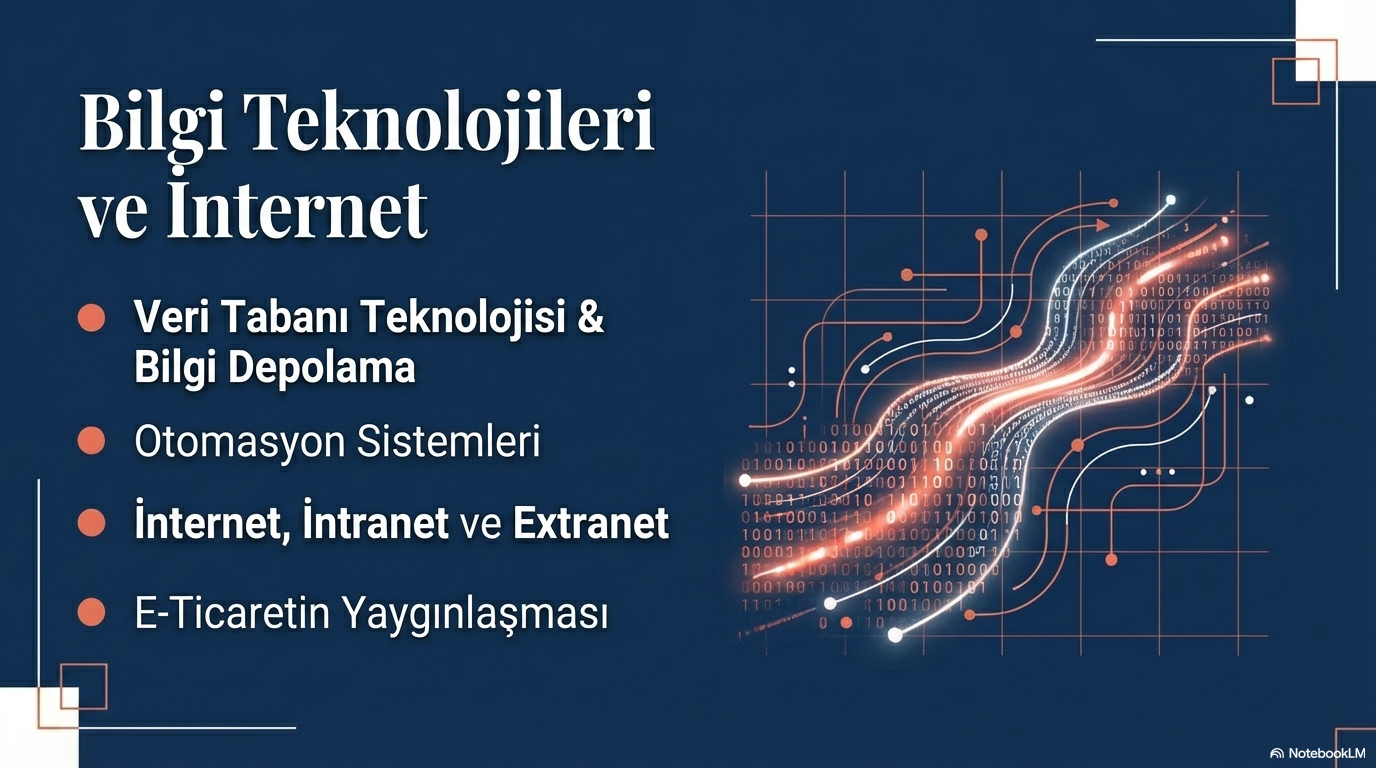 Bilgi Teknolojileri
ve İnternet
Veri Tabanı Teknolojisi &
Bilgi Depolama
Otomasyon Sistemleri
İnternet, İntranet ve Extranet
E-Ticaretin Yaygınlaşması
NotebookLM